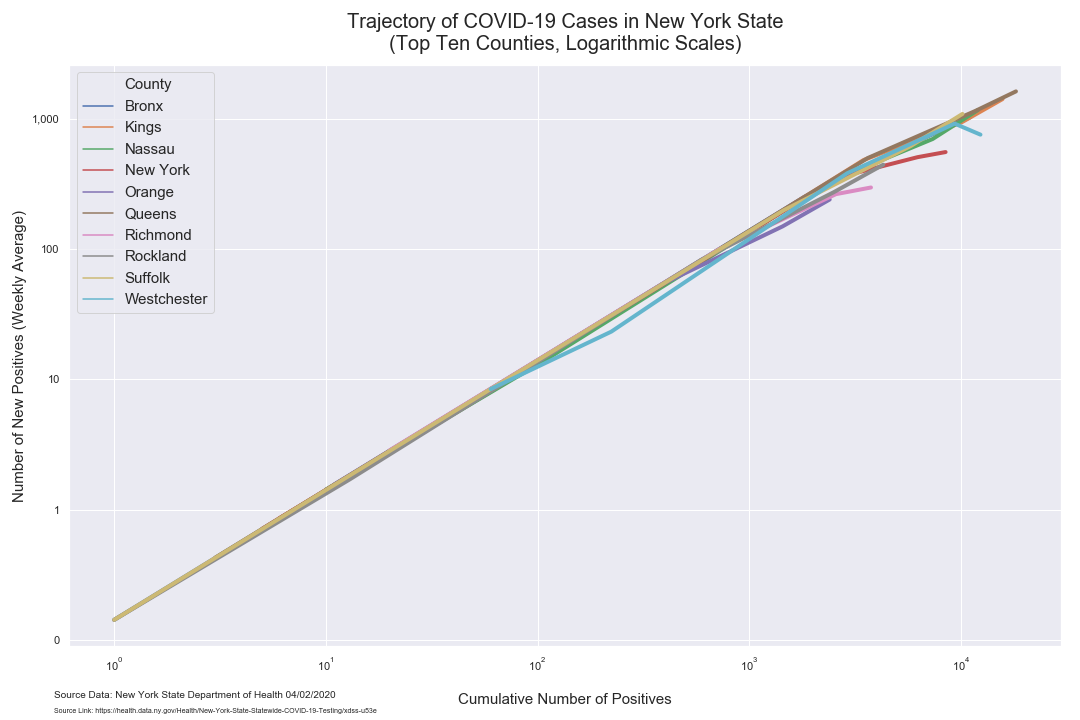 Trajectory of COVID-19 Cases in New York State
(Top Ten Counties, Logarithmic Scales)
County
Bronx
Kings
Nassau
New York
Orange
Queens
Richmond
Rockland
Suffolk
Westchester
Number of New Positives (Weekly Average)
1,000
100
10
1
0
10⁰
10¹
10²
10³
10⁴
Cumulative Number of Positives
Source Data: New York State Department of Health 04/02/2020
Source Link: https://health.data.ny.gov/Health/New-York-State-Statewide-COVID-19-Testing/xdss-u53e